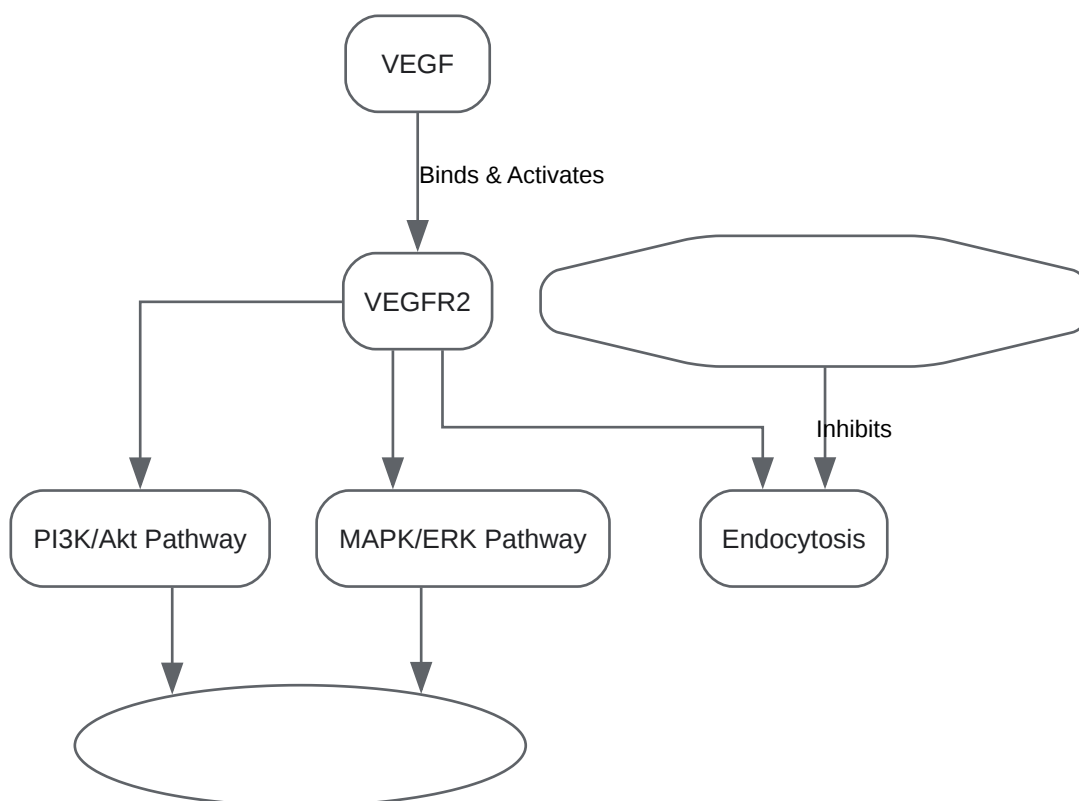 VEGF
Binds & Activates
VEGFR2
Inhibits
PI3K/Akt Pathway
MAPK/ERK Pathway
Endocytosis